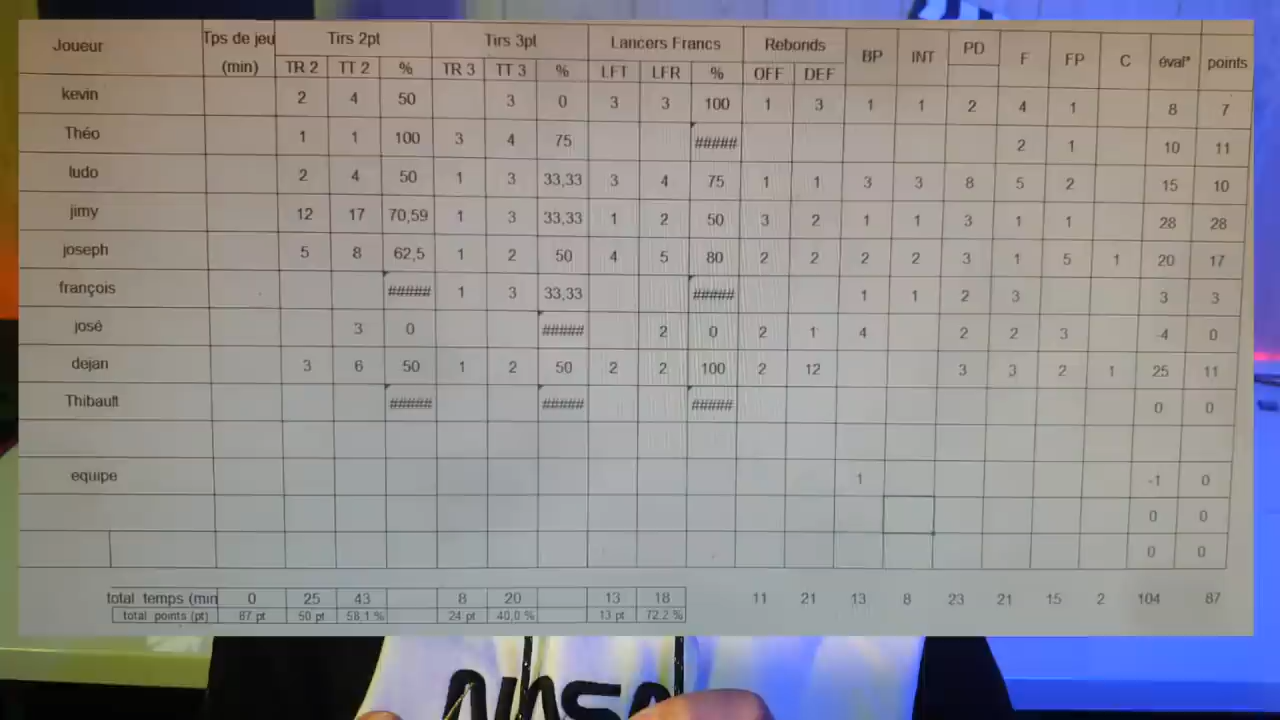 Joueur Tps de jeu (min) Tirs 2pt Tirs 3pt Lancers Francs Rebonds BP INT PD F FP C éval* points
TR 2 TT 2 % TR 3 TT 3 % LFT LFR % OFF DEF
kevin 2 4 50 3 0 3 3 100 1 3 1 1 2 4 1 8 7
Théo 1 1 100 3 4 75 ##### 2 1 10 11
ludo 2 4 50 1 3 33,33 3 4 75 1 1 3 3 8 5 2 15 10
jimy 12 17 70,59 1 3 33,33 1 2 50 3 2 1 1 3 1 1 28 28
joseph 5 8 62,5 1 2 50 4 5 80 2 2 2 2 3 1 5 1 20 17
françois ##### 1 3 33,33 ##### 1 1 2 3 3 3
josé 3 0 ##### 2 0 2 1 4 2 2 3 -4 0
dejan 3 6 50 1 2 50 2 2 100 2 12 3 3 2 1 25 11
Thibault ##### ##### ##### 0 0
equipe 1 -1 0
0 0
0 0
total temps (min 0 25 43 8 20 13 18 11 21 13 8 23 21 15 2 104 87
total points (pt) 87 pt 50 pt 58,1 % 24 pt 40,0 % 13 pt 72,2 %
NASA